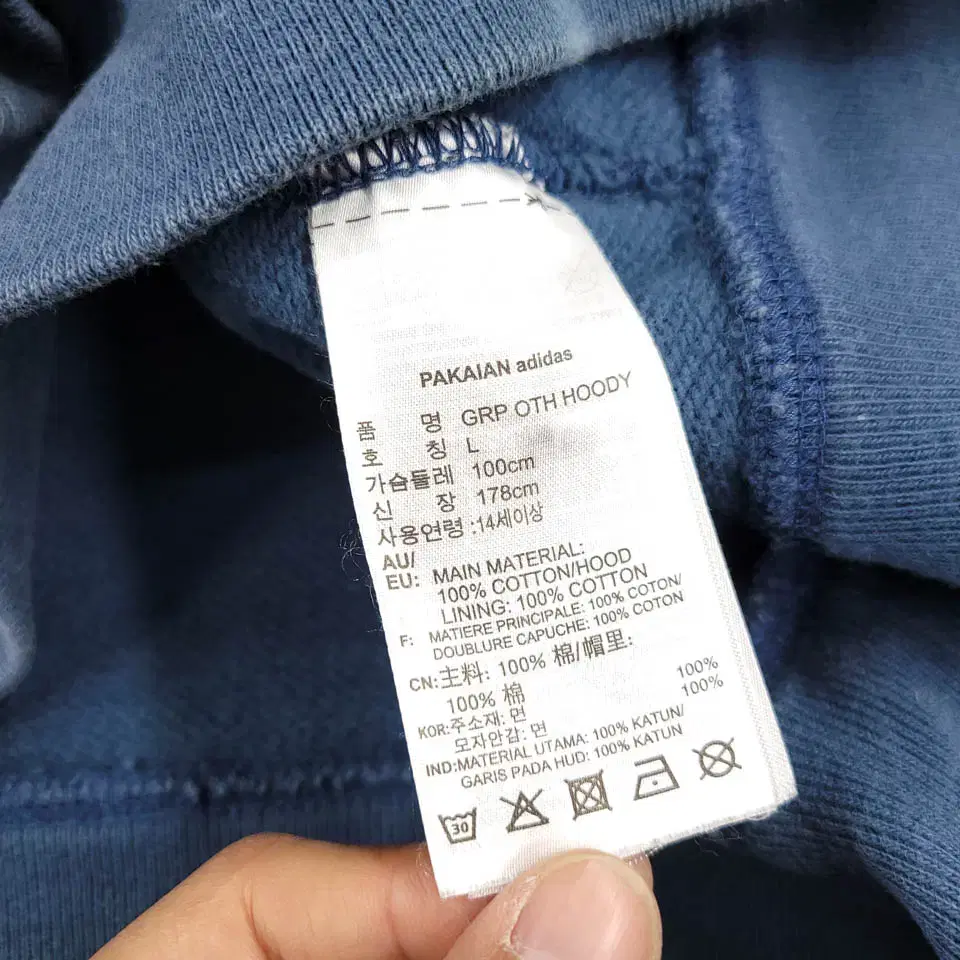 PAKAIAN adidas
품 명 GRP OTH HOODY
호 칭 L
가슴둘레 100cm
신 장 178cm
사용연령 :14세이상
AU/
EU: MAIN MATERIAL:
100% COTTON/HOOD
LINING: 100% COTTON
F: MATIERE PRINCIPALE: 100% COTON/
DOUBLURE CAPUCHE: 100% COTON
CN:主料: 100% 棉/帽里:
100% 棉
KOR:주소재: 면 100%
모자안감: 면 100%
IND:MATERIAL UTAMA: 100% KATUN/
GARIS PADA HUD: 100% KATUN
30